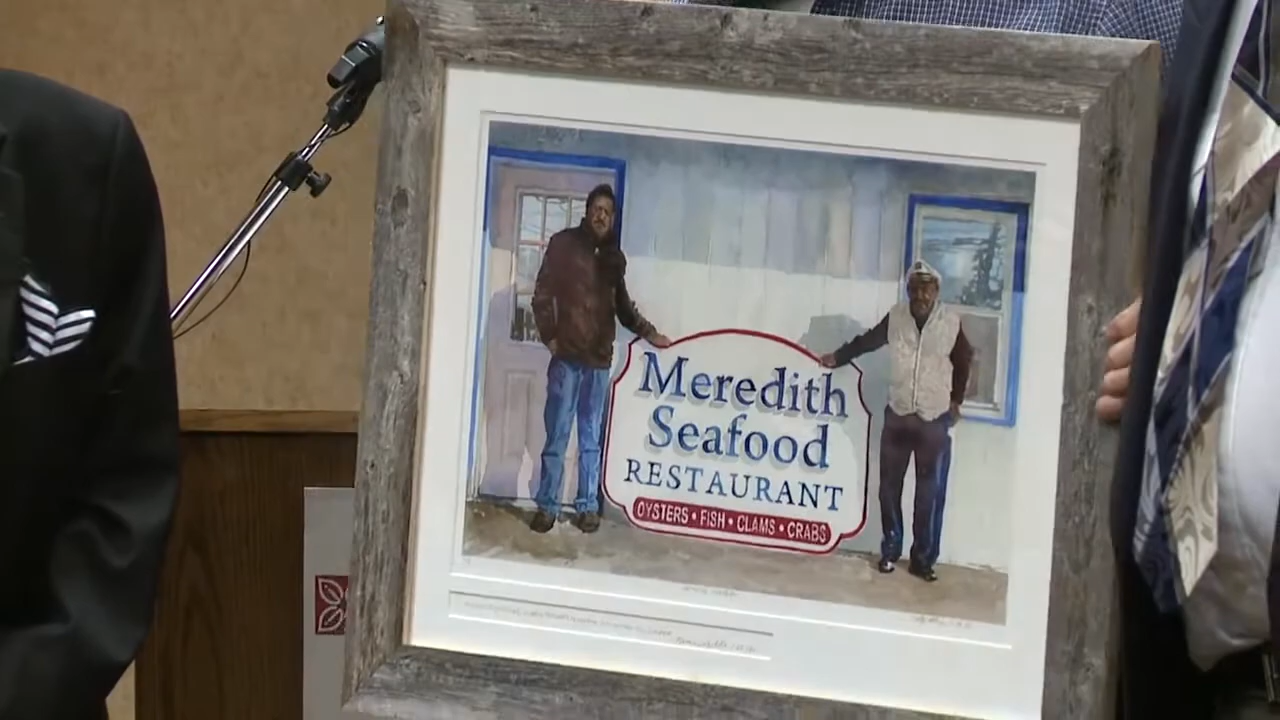 Meredith
Seafood
RESTAURANT
OYSTERS • FISH • CLAMS • CRABS